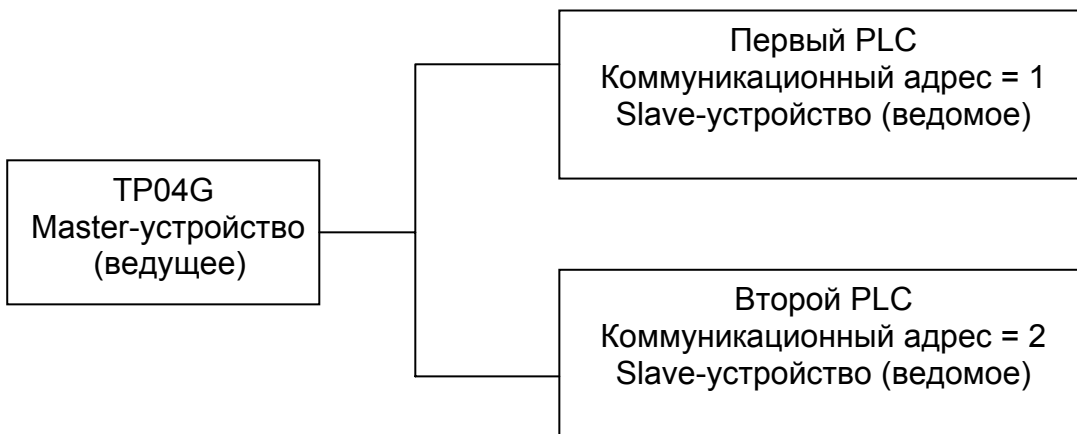 Первый PLC
Коммуникационный адрес = 1
Slave-устройство (ведомое)
TP04G
Master-устройство
(ведущее)
Второй PLC
Коммуникационный адрес = 2
Slave-устройство (ведомое)